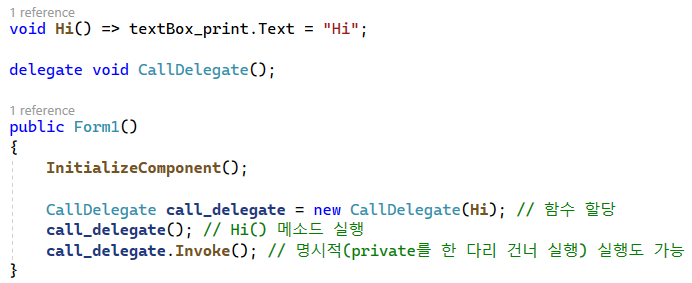 1 reference
void Hi() => textBox_print.Text = "Hi";
delegate void CallDelegate();
1 reference
public Form1()
{
InitializeComponent();
CallDelegate call_delegate = new CallDelegate(Hi); // 함수 할당
call_delegate(); // Hi() 메소드 실행
call_delegate.Invoke(); // 명시적(private를 한 다리 건너 실행) 실행도 가능
}